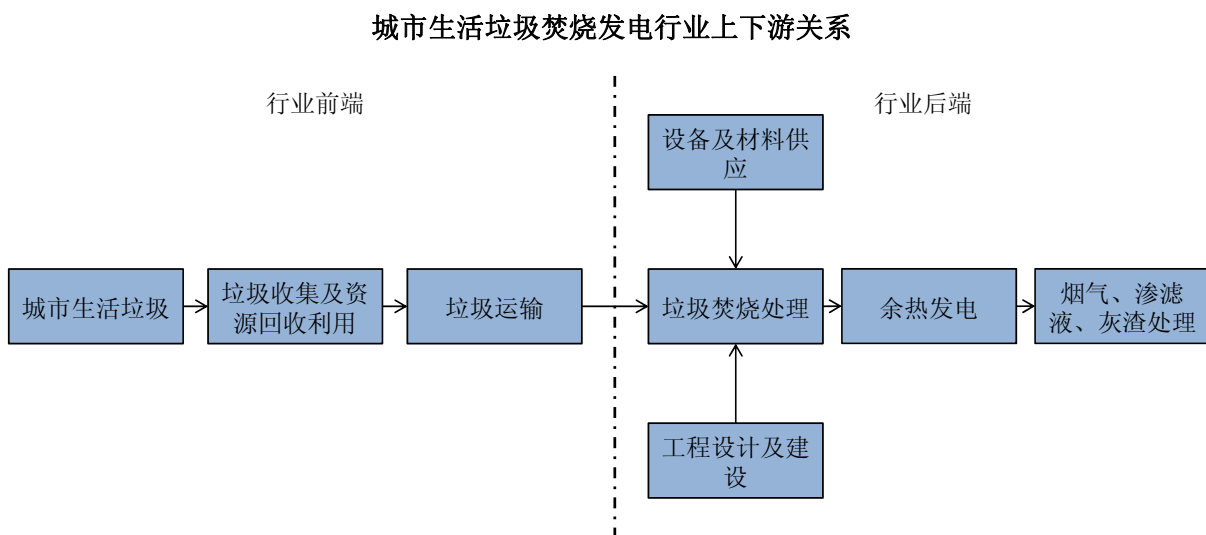 城市生活垃圾焚烧发电行业上下游关系
行业前端
行业后端
设备及材料供
应
城市生活垃圾
垃圾收集及资
源回收利用
垃圾运输
垃圾焚烧处理
余热发电
烟气、渗滤
液、灰渣处理
工程设计及建
设